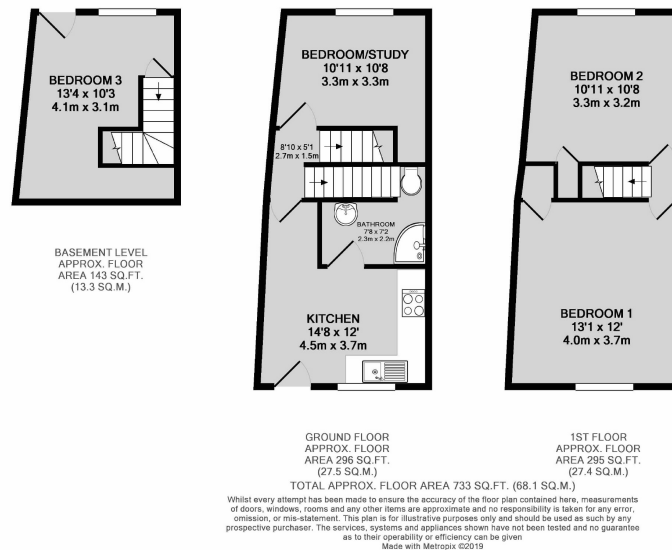 BEDROOM 3
13'4 x 10'3
4.1m x 3.1m
BASEMENT LEVEL
APPROX. FLOOR
AREA 143 SQ.FT.
(13.3 SQ.M.)
BEDROOM/STUDY
10'11 x 10'8
3.3m x 3.3m
8'10 x 5'1
2.7m x 1.5m
BATHROOM
7'8 x 7'2
2.3m x 2.2m
KITCHEN
14'8 x 12'
4.5m x 3.7m
GROUND FLOOR
APPROX. FLOOR
AREA 296 SQ.FT.
(27.5 SQ.M.)
BEDROOM 2
10'11 x 10'8
3.3m x 3.2m
BEDROOM 1
13'1 x 12'
4.0m x 3.7m
1ST FLOOR
APPROX. FLOOR
AREA 295 SQ.FT.
(27.4 SQ.M.)
TOTAL APPROX. FLOOR AREA 733 SQ.FT. (68.1 SQ.M.)
Whilst every attempt has been made to ensure the accuracy of the floor plan contained here, measurements
of doors, windows, rooms and any other items are approximate and no responsibility is taken for any error,
omission, or mis-statement. This plan is for illustrative purposes only and should be used as such by any
prospective purchaser. The services, systems and appliances shown have not been tested and no guarantee
as to their operability or efficiency can be given
Made with Metropix ©2019